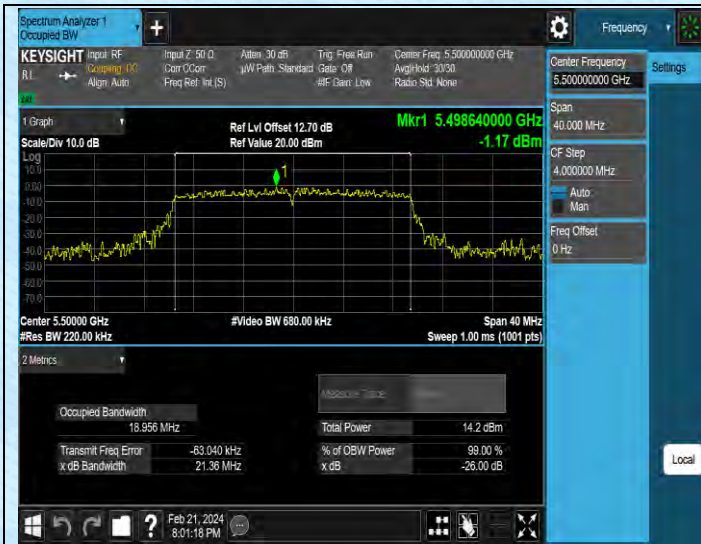 Spectrum Analyzer 1
Occupied BW
Frequency
KEYSIGHT Input: RF Input Z: 50 Ω Atten: 30 dB Trig: Free Run Center Freq: 5.500000000 GHz
RL Coupling: DC Corr CCorr µW Path: Standard Gate: Off Avg|Hold: 30/30
Align: Auto Freq Ref: Int (S) #IF Gain: Low Radio Std: None
Center Frequency
5.500000000 GHz
Settings
Span
40.000 MHz
CF Step
4.000000 MHz
Auto
Man
Freq Offset
0 Hz
Local
1 Graph
Ref Lvl Offset 12.70 dB
Mkr1 5.498640000 GHz
Scale/Div 10.0 dB
Ref Value 20.00 dBm
-1.17 dBm
Log
10.0
0.00
-10.0
-20.0
-30.0
-40.0
-50.0
-60.0
-70.0
1
Center 5.50000 GHz
#Video BW 680.00 kHz
Span 40 MHz
#Res BW 220.00 kHz
Sweep 1.00 ms (1001 pts)
2 Metrics
Measure Trace
Occupied Bandwidth
18.956 MHz
Total Power 14.2 dBm
Transmit Freq Error -63.040 kHz
% of OBW Power 99.00 %
x dB Bandwidth 21.36 MHz
x dB -26.00 dB
?
Feb 21, 2024
8:01:18 PM